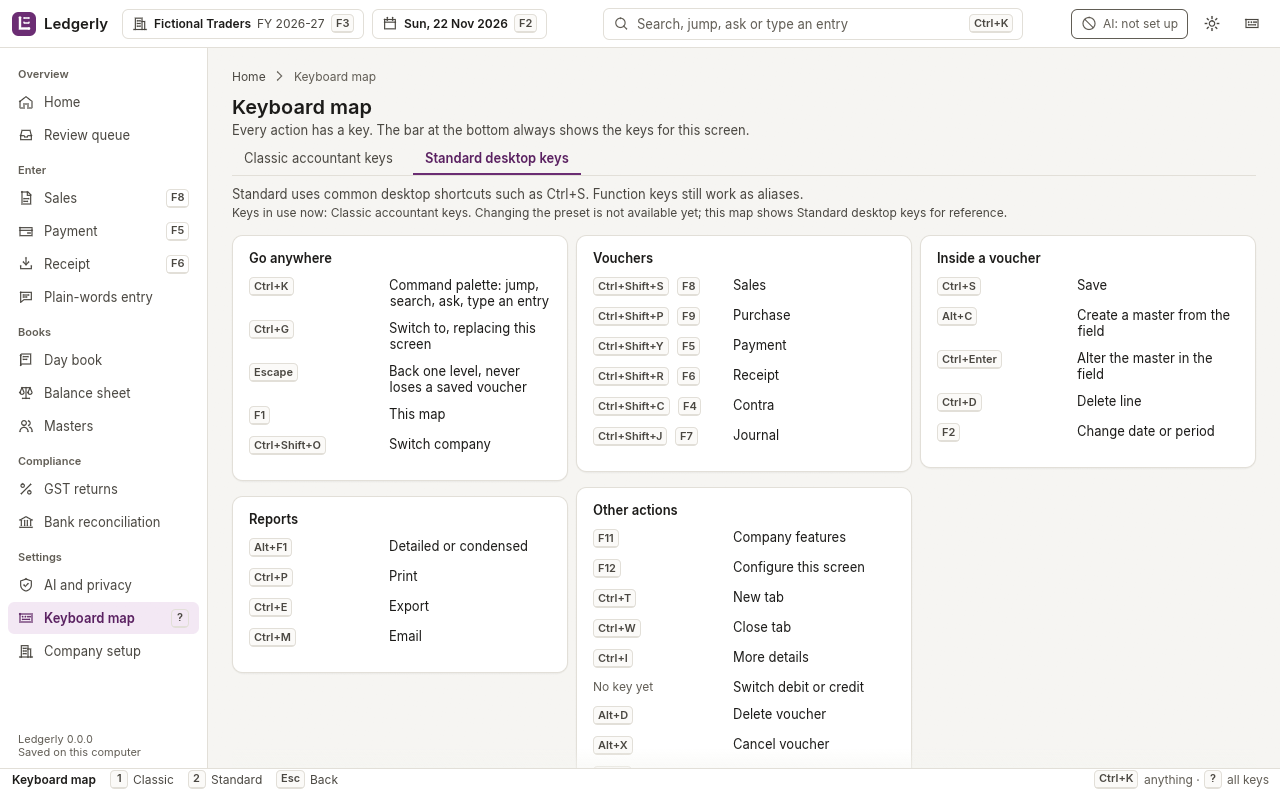 Ledgerly
Fictional Traders FY 2026-27 F3
Sun, 22 Nov 2026 F2
Search, jump, ask or type an entry Ctrl+K
AI: not set up
Overview
Home
Review queue
Enter
Sales F8
Payment F5
Receipt F6
Plain-words entry
Books
Day book
Balance sheet
Masters
Compliance
GST returns
Bank reconciliation
Settings
AI and privacy
Keyboard map ?
Company setup
Ledgerly 0.0.0
Saved on this computer
Home > Keyboard map
Keyboard map
Every action has a key. The bar at the bottom always shows the keys for this screen.
Classic accountant keys Standard desktop keys
Standard uses common desktop shortcuts such as Ctrl+S. Function keys still work as aliases.
Keys in use now: Classic accountant keys. Changing the preset is not available yet; this map shows Standard desktop keys for reference.
Go anywhere
Ctrl+K Command palette: jump,
search, ask, type an entry
Ctrl+G Switch to, replacing this
screen
Escape Back one level, never
loses a saved voucher
F1 This map
Ctrl+Shift+O Switch company
Vouchers
Ctrl+Shift+S F8 Sales
Ctrl+Shift+P F9 Purchase
Ctrl+Shift+Y F5 Payment
Ctrl+Shift+R F6 Receipt
Ctrl+Shift+C F4 Contra
Ctrl+Shift+J F7 Journal
Inside a voucher
Ctrl+S Save
Alt+C Create a master from the
field
Ctrl+Enter Alter the master in the
field
Ctrl+D Delete line
F2 Change date or period
Reports
Alt+F1 Detailed or condensed
Ctrl+P Print
Ctrl+E Export
Ctrl+M Email
Other actions
F11 Company features
F12 Configure this screen
Ctrl+T New tab
Ctrl+W Close tab
Ctrl+I More details
No key yet Switch debit or credit
Alt+D Delete voucher
Alt+X Cancel voucher
Keyboard map 1 Classic 2 Standard Esc Back
Ctrl+K anything · ? all keys